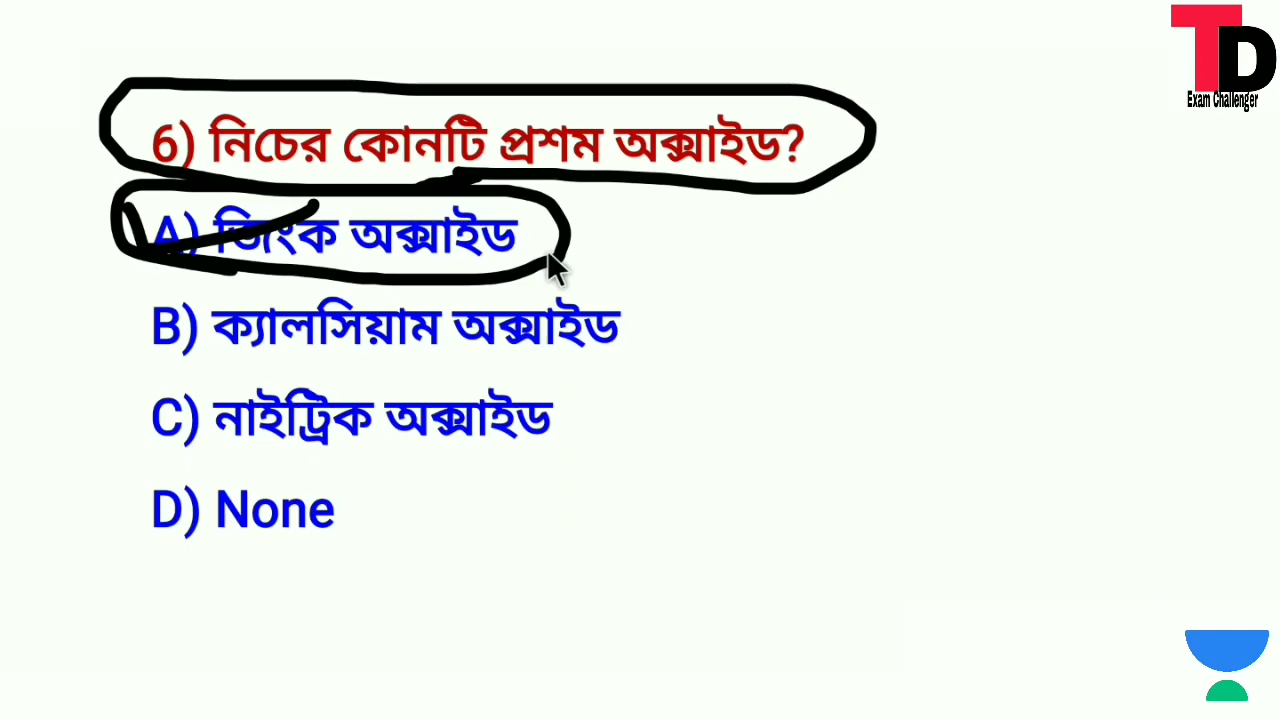 TD
Exam Challenger
6) নিচের কোনটি প্রশম অক্সাইড?
A) জিংক অক্সাইড
B) ক্যালসিয়াম অক্সাইড
C) নাইট্রিক অক্সাইড
D) None